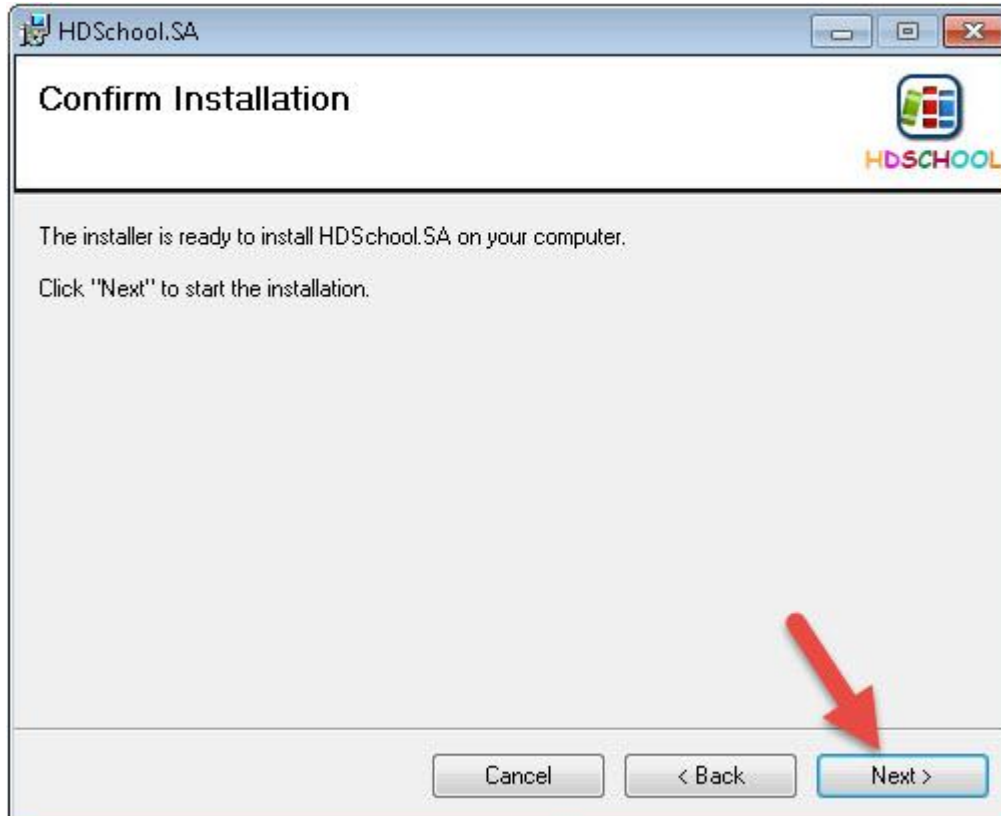 HDSchool.SA
Confirm Installation
HDSCHOOL
The installer is ready to install HDSchool.SA on your computer.
Click "Next" to start the installation.
Cancel
< Back
Next >